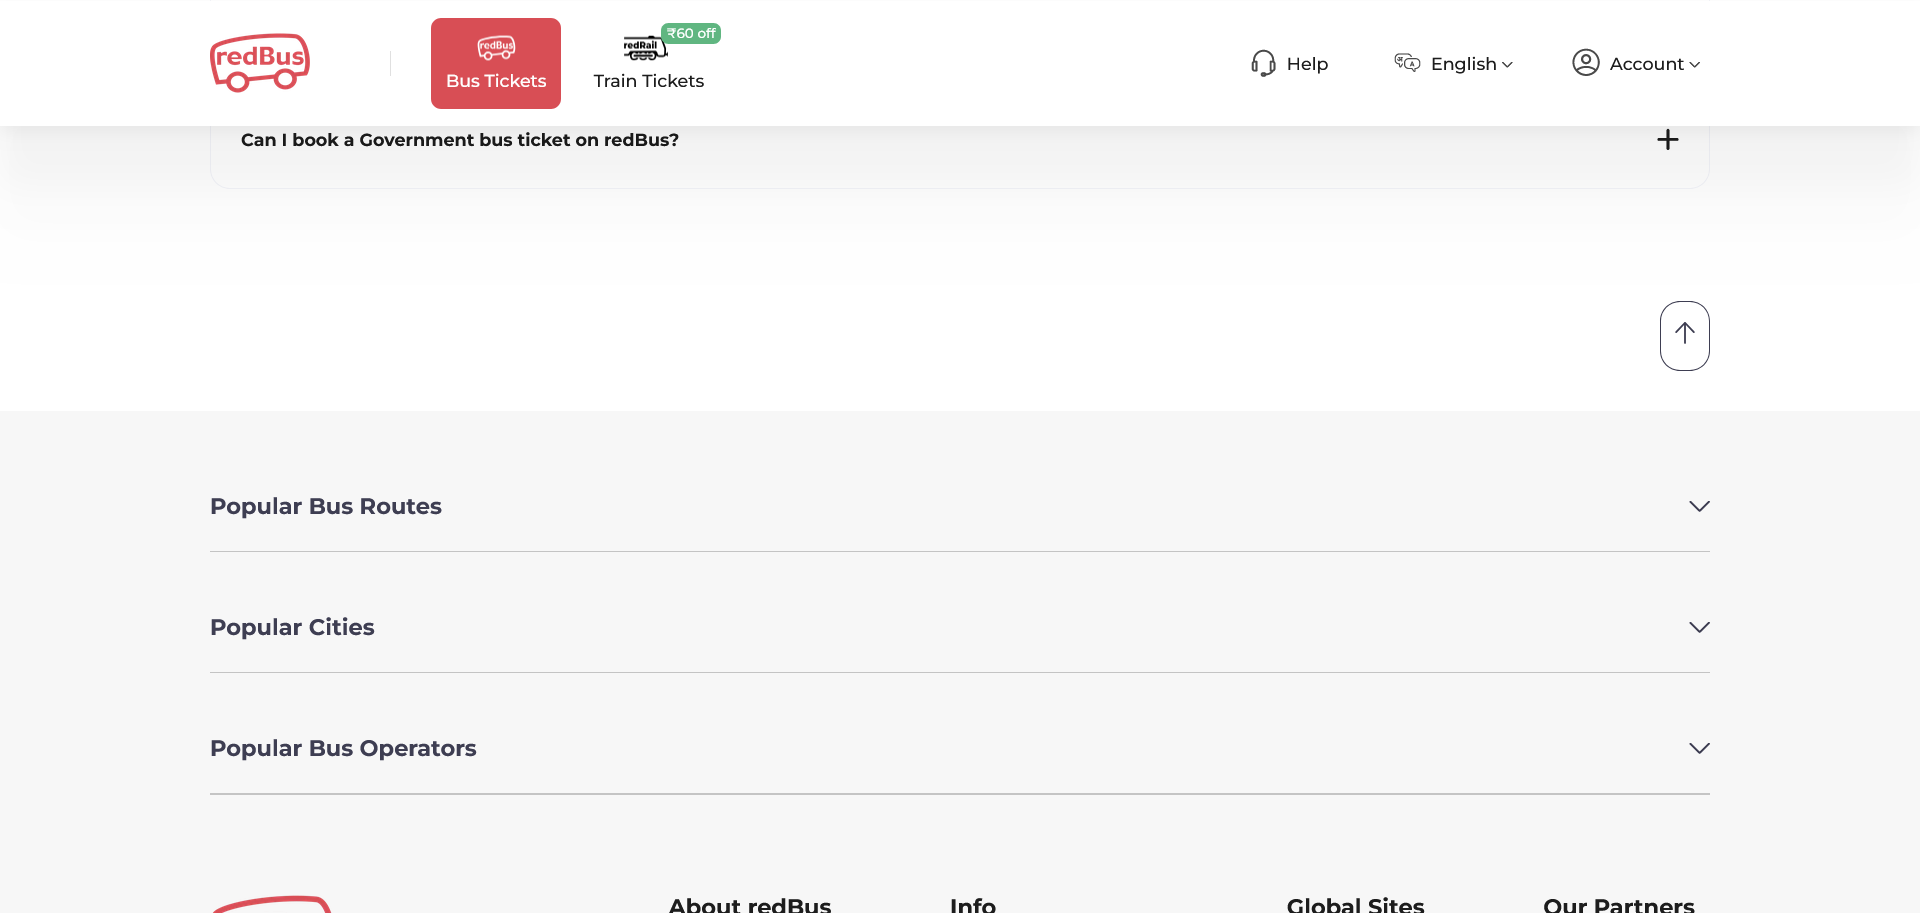 redBus
redBus
Bus Tickets
redRail
₹60 off
Train Tickets
Help
English
Account
Can I book a Government bus ticket on redBus?
Popular Bus Routes
Popular Cities
Popular Bus Operators
About redBus
Info
Global Sites
Our Partners